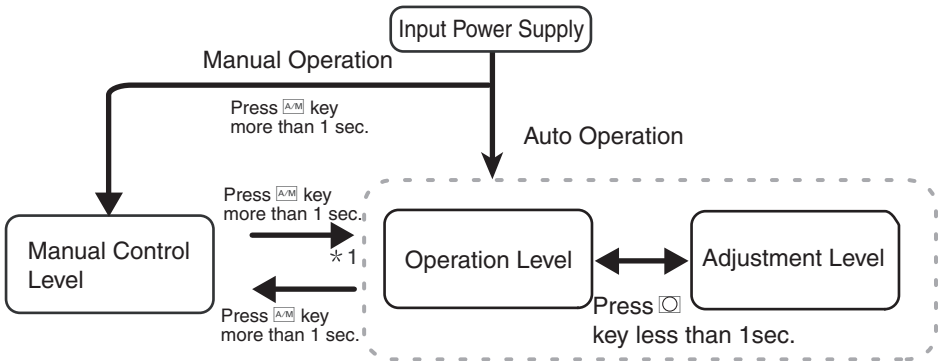 Input Power Supply
Manual Operation
Press A/M key
more than 1 sec.
Auto Operation
Press A/M key
more than 1 sec.
＊1
Manual Control
Level
Operation Level
Adjustment Level
Press A/M key
more than 1 sec.
Press
key less than 1sec.